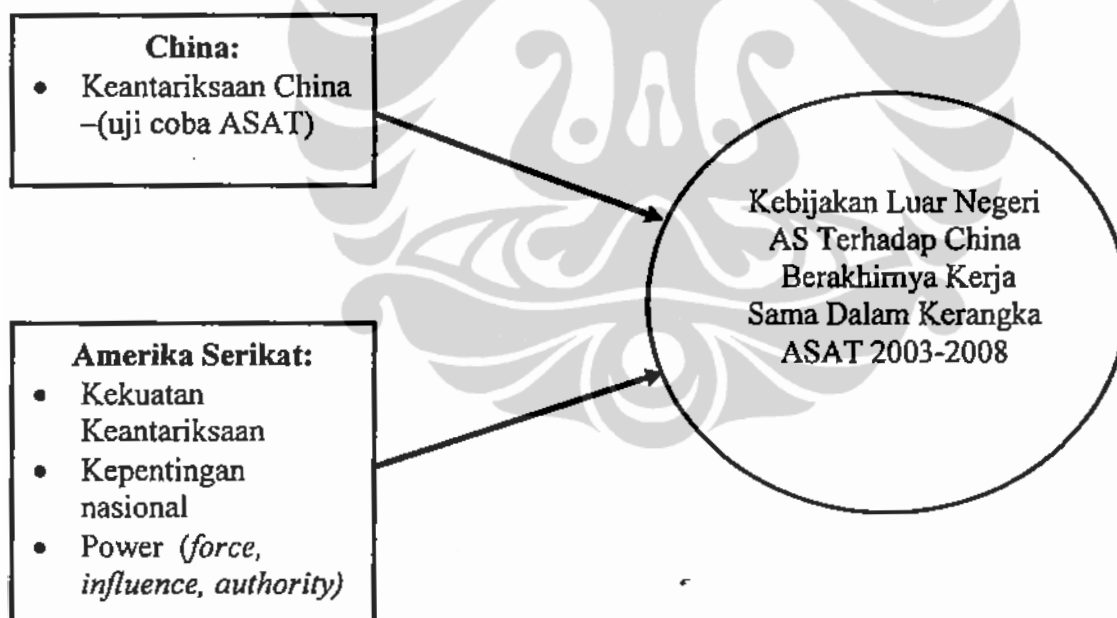 China:
• Keantariksaan China
–(uji coba ASAT)
Amerika Serikat:
• Kekuatan
Keantariksaan
• Kepentingan
nasional
• Power (force,
influence, authority)
Kebijakan Luar Negeri
AS Terhadap China
Berakhirnya Kerja
Sama Dalam Kerangka
ASAT 2003-2008